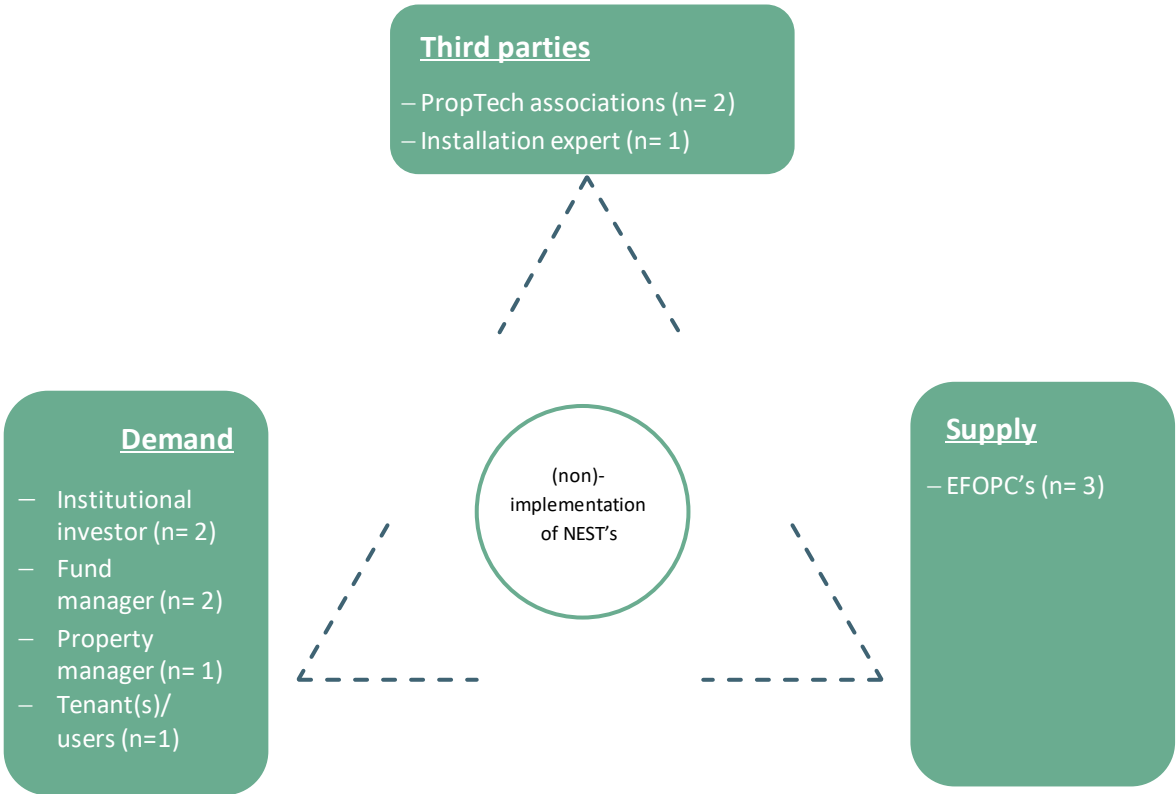 Third parties
– PropTech associations (n= 2)
– Installation expert (n= 1)
Demand
– Institutional
investor (n= 2)
– Fund
manager (n= 2)
– Property
manager (n= 1)
– Tenant(s)/
users (n=1)
(non)-
implementation
of NEST's
Supply
– EFOPC's (n= 3)